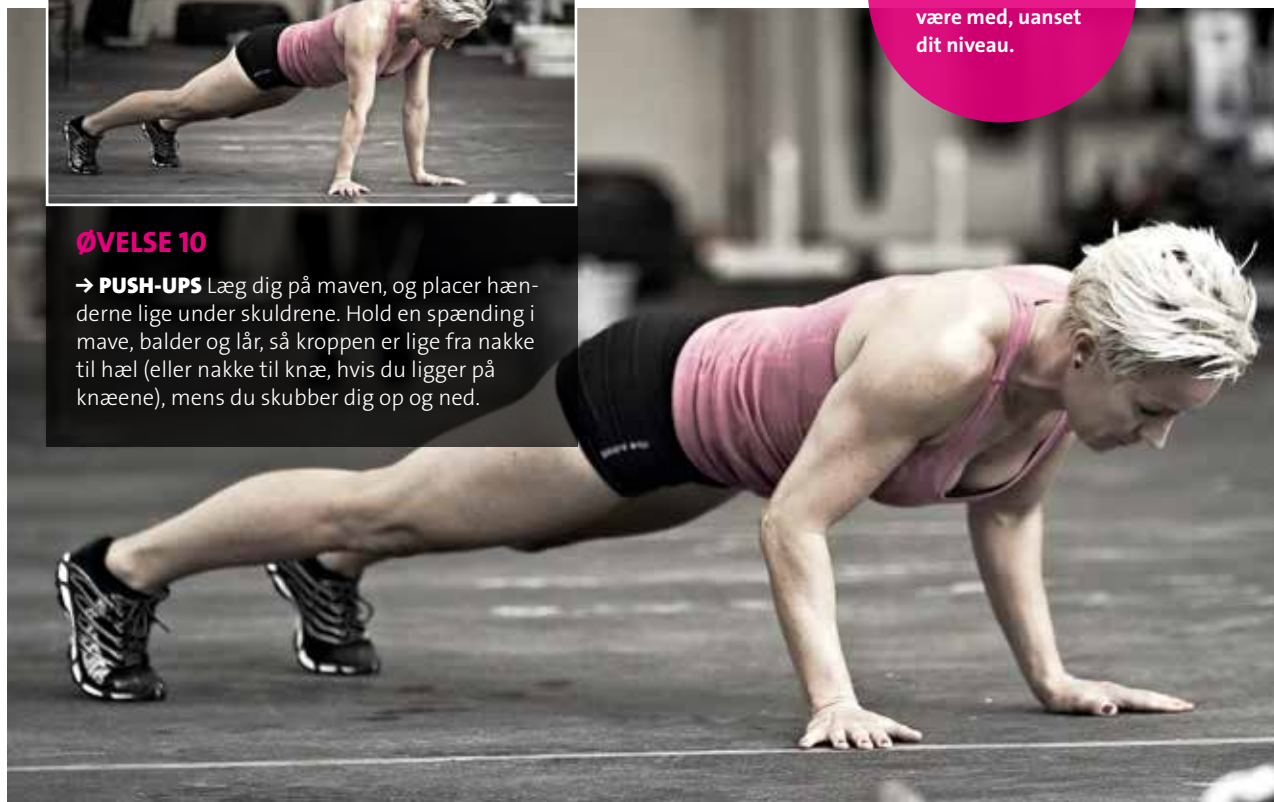 være med, uanset
dit niveau.
ØVELSE 10
→ PUSH-UPS Læg dig på maven, og placer hæn-
derne lige under skuldrene. Hold en spænding i
mave, balder og lår, så kroppen er lige fra nakke
til hæl (eller nakke til knæ, hvis du ligger på
knæene), mens du skubber dig op og ned.